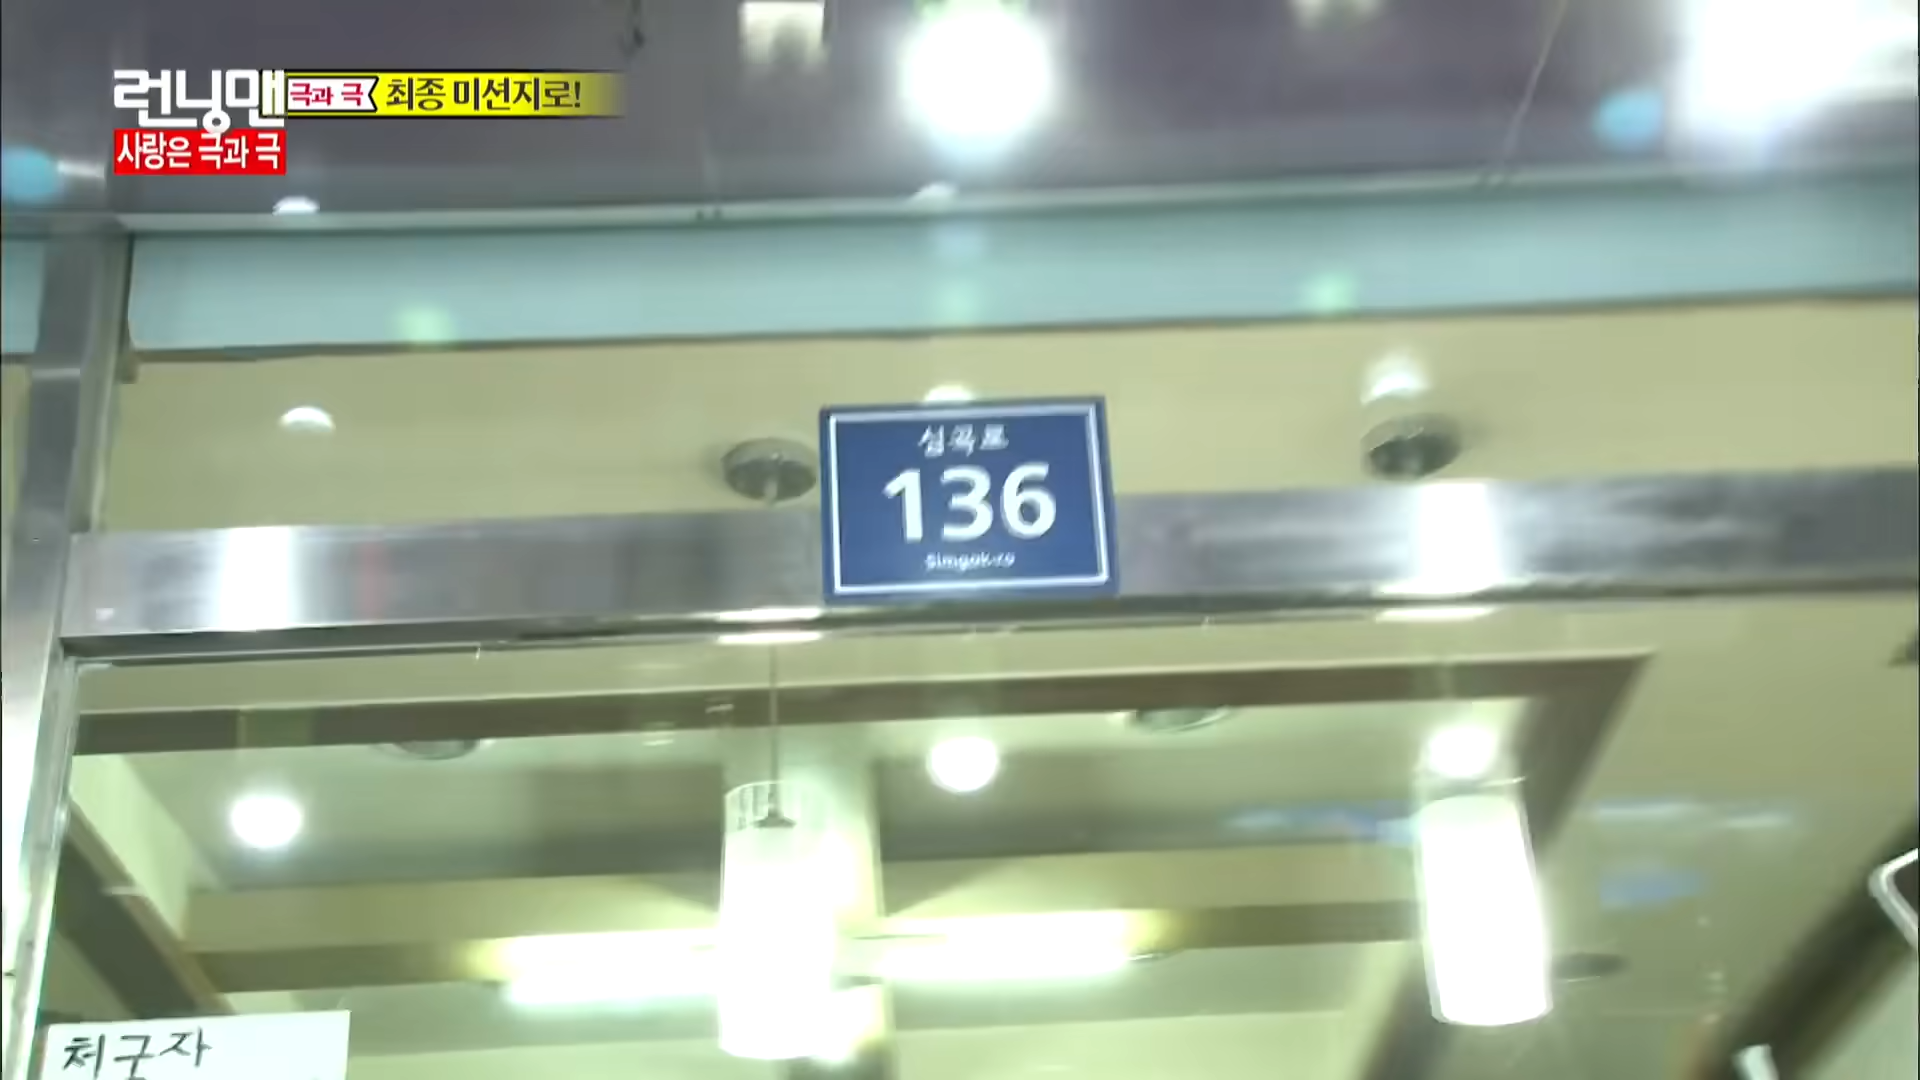 런닝맨
극과 극 최종 미션지로!
사랑은 극과 극
심곡로
136
Simgok-ro
처국자